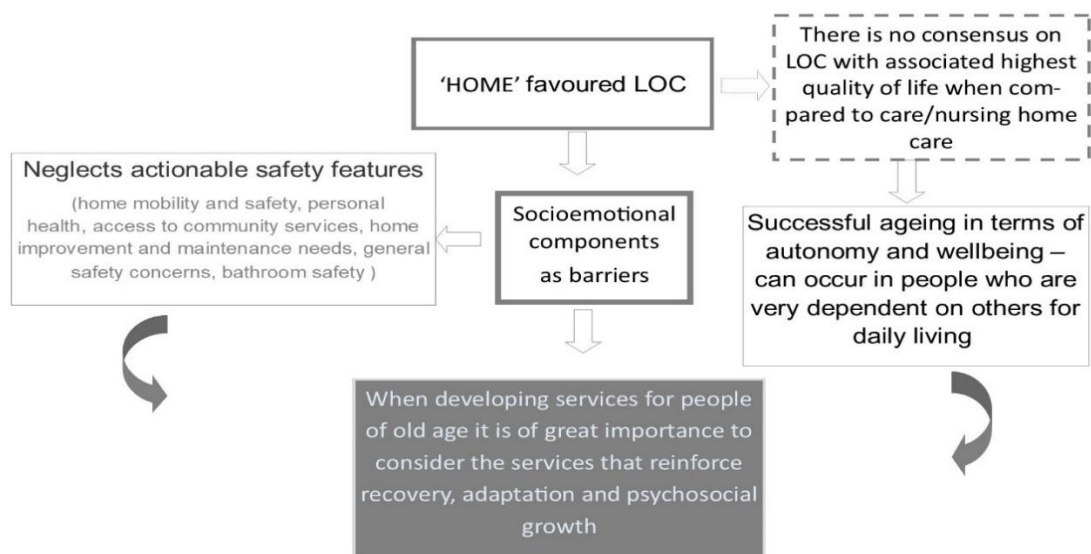 'HOME' favoured LOC
There is no consensus on
LOC with associated highest
quality of life when com-
pared to care/nursing home
care
Neglects actionable safety features
(home mobility and safety, personal
health, access to community services, home
improvement and maintenance needs, general
safety concerns, bathroom safety )
Socioemotional
components
as barriers
Successful ageing in terms of
autonomy and wellbeing –
can occur in people who are
very dependent on others for
daily living
When developing services for people
of old age it is of great importance to
consider the services that reinforce
recovery, adaptation and psychosocial
growth